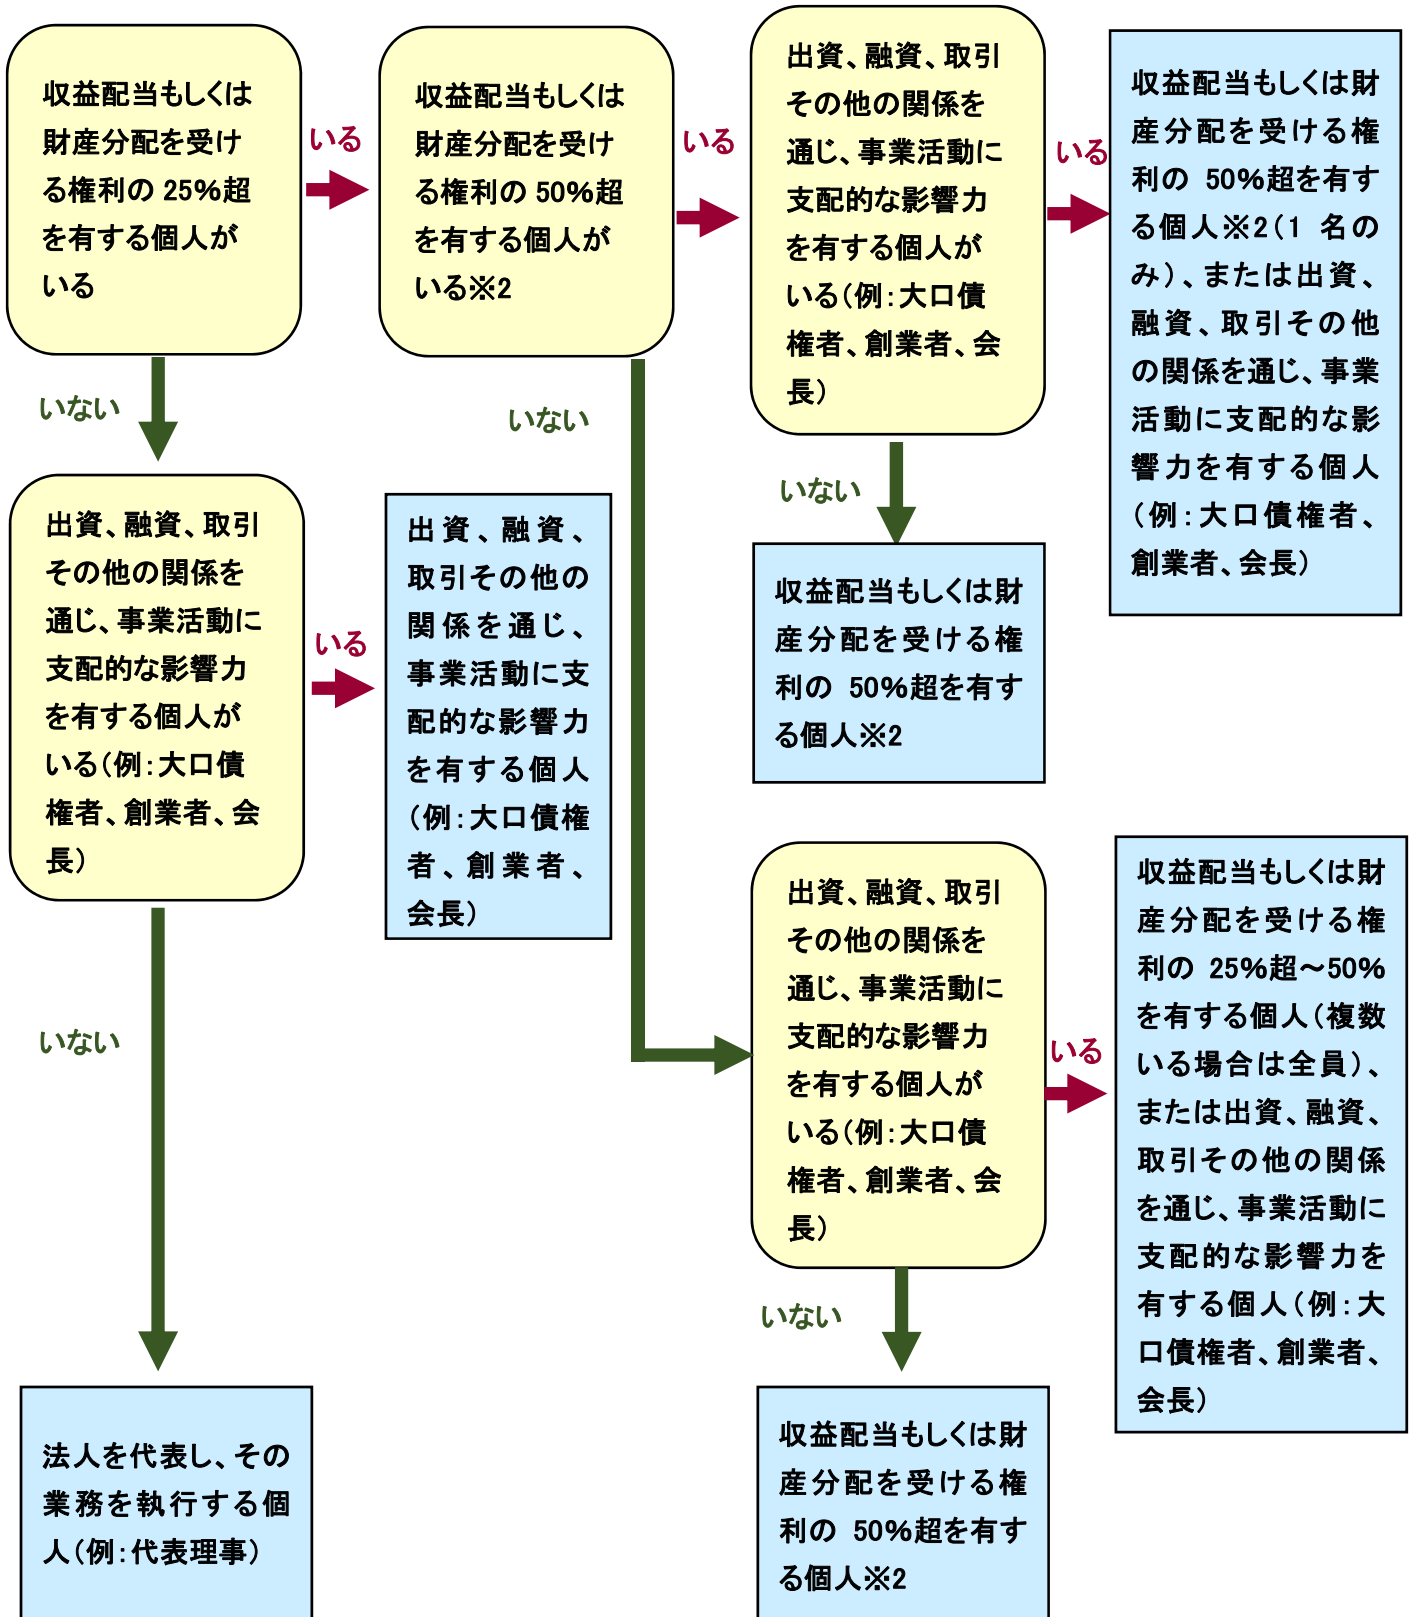 収益配当もしくは
財産分配を受け
る権利の 25%超
を有する個人が
いる
いる
収益配当もしくは
財産分配を受け
る権利の 50%超
を有する個人が
いる※2
いる
出資、融資、取引
その他の関係を
通じ、事業活動に
支配的な影響力
を有する個人が
いる(例:大口債
権者、創業者、会
長)
いる
収益配当もしくは財
産分配を受ける権
利の 50%超を有す
る個人※2(1 名の
み)、または出資、
融資、取引その他
の関係を通じ、事業
活動に支配的な影
響力を有する個人
(例:大口債権者、
創業者、会長)
いない
いない
いない
出資、融資、取引
その他の関係を
通じ、事業活動に
支配的な影響力
を有する個人が
いる(例:大口債
権者、創業者、会
長)
いる
出資、融資、
取引その他の
関係を通じ、
事業活動に支
配的な影響力
を有する個人
(例:大口債権
者、創業者、
会長)
収益配当もしくは財
産分配を受ける権
利の 50%超を有す
る個人※2
出資、融資、取引
その他の関係を
通じ、事業活動に
支配的な影響力
を有する個人が
いる(例:大口債
権者、創業者、会
長)
いる
収益配当もしくは財
産分配を受ける権
利の 25%超~50%
を有する個人(複数
いる場合は全員)、
または出資、融資、
取引その他の関係
を通じ、事業活動に
支配的な影響力を
有する個人(例:大
口債権者、創業者、
会長)
いない
いない
法人を代表し、その
業務を執行する個
人(例:代表理事)
収益配当もしくは財
産分配を受ける権
利の 50%超を有す
る個人※2